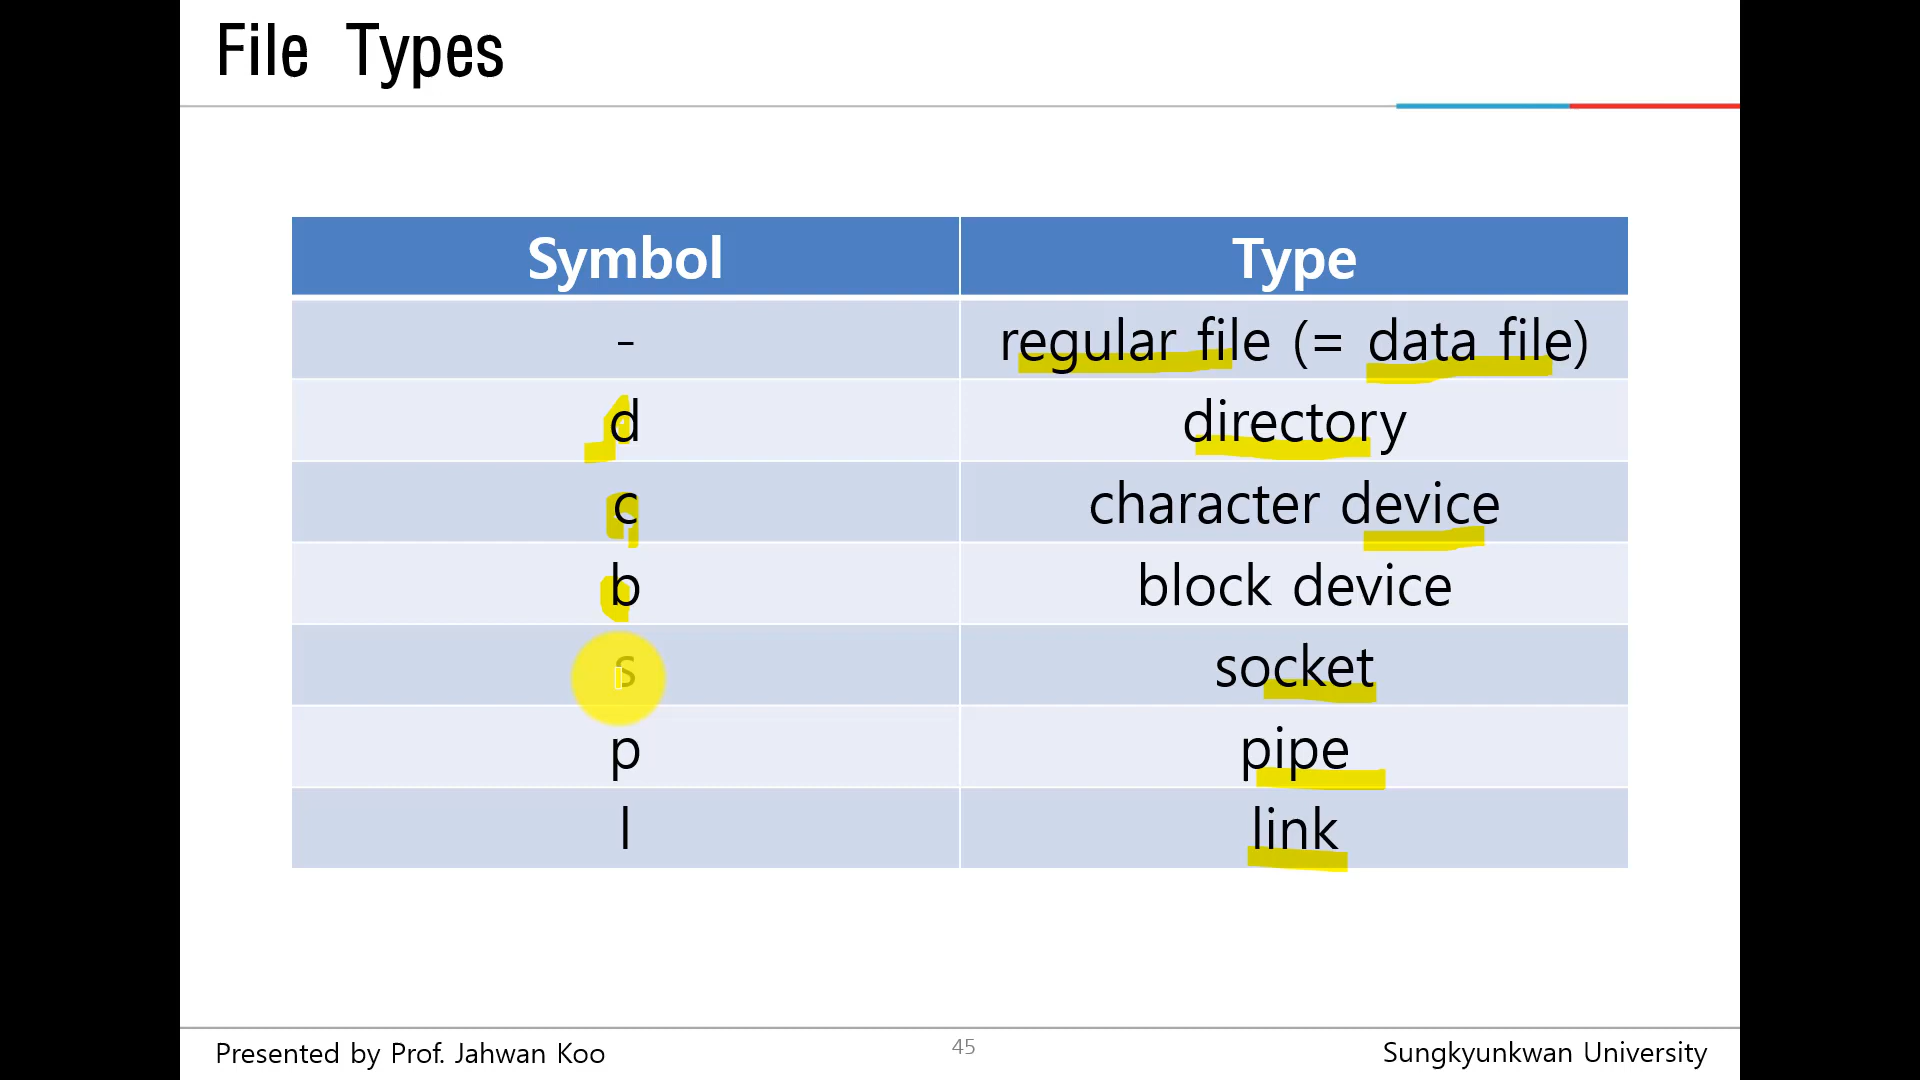 File Types
Symbol Type
- regular file (= data file)
d directory
c character device
b block device
s socket
p pipe
l link
Presented by Prof. Jahwan Koo 45 Sungkyunkwan University